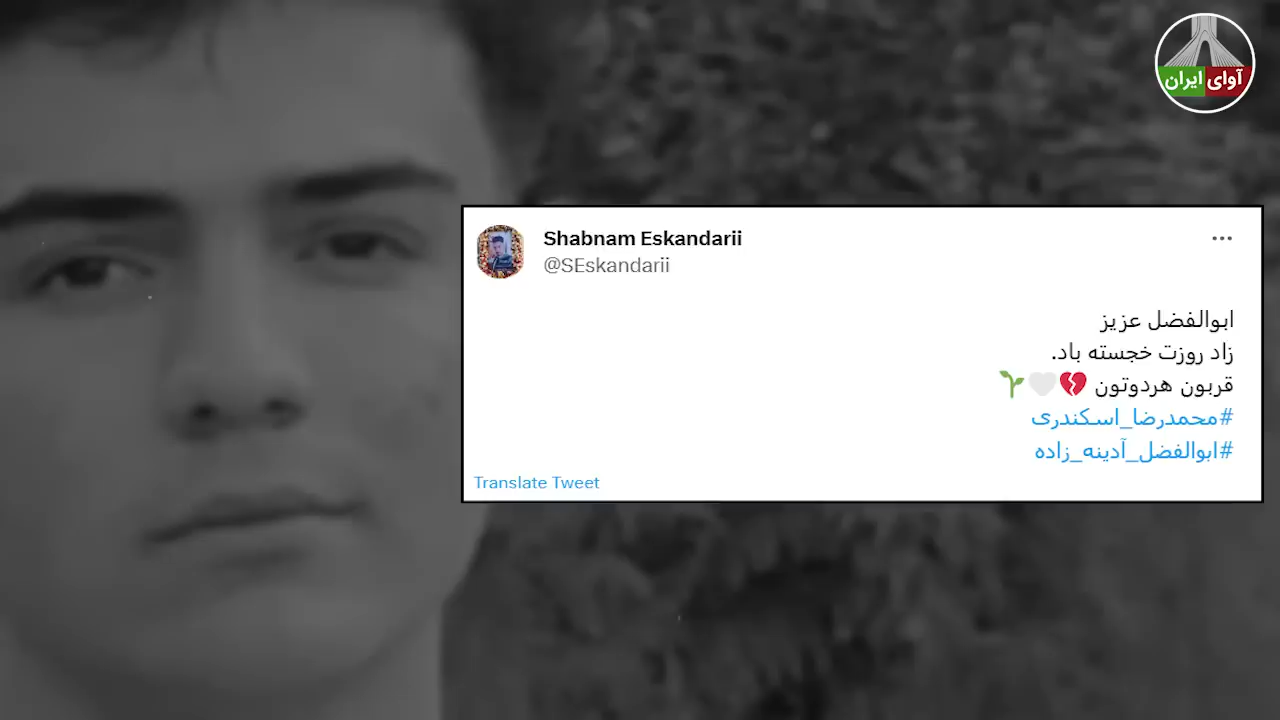 آوای ایران
Shabnam Eskandarii
@SEskandarii
ابوالفضل عزیز
زاد روزت خجسته باد.
قربون هردوتون 💔🤍🌱
#محمدرضا_اسکندری
#ابوالفضل_آدینه_زاده
Translate Tweet